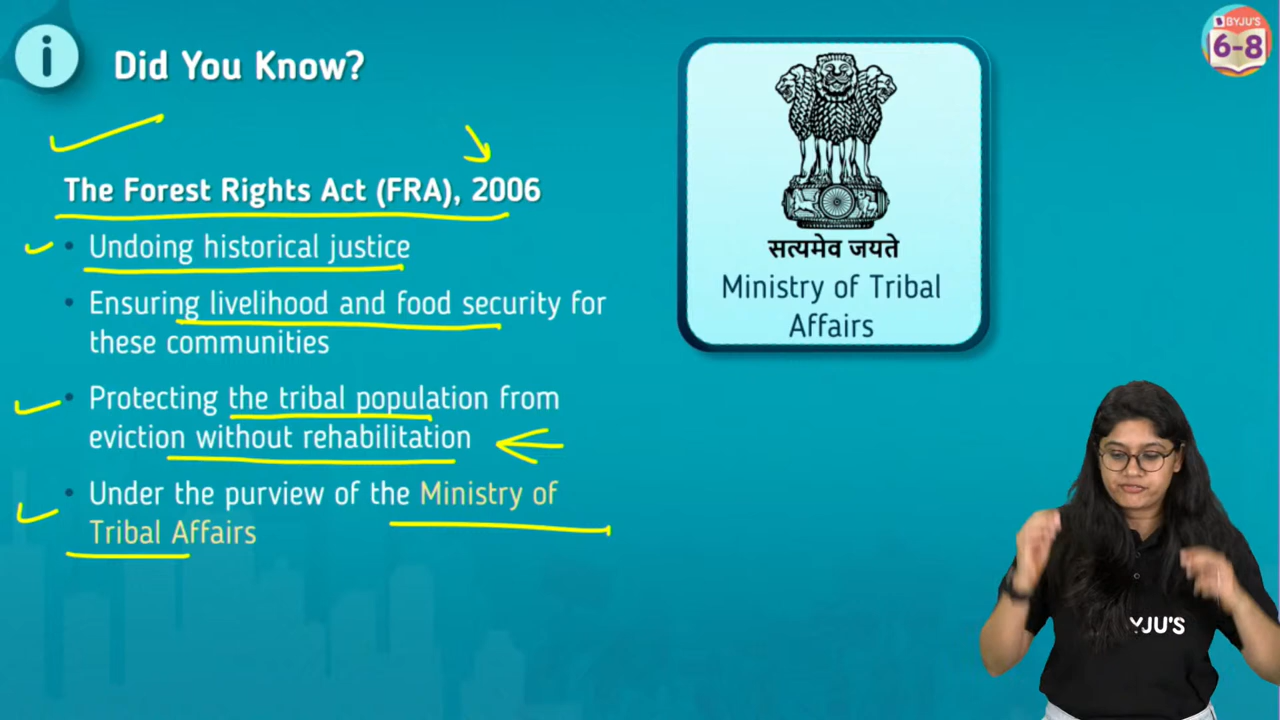 i
Did You Know?
BYJU'S
6-8
The Forest Rights Act (FRA), 2006
• Undoing historical justice
• Ensuring livelihood and food security for
these communities
• Protecting the tribal population from
eviction without rehabilitation
• Under the purview of the Ministry of
Tribal Affairs
सत्यमेव जयते
Ministry of Tribal
Affairs
YJU'S